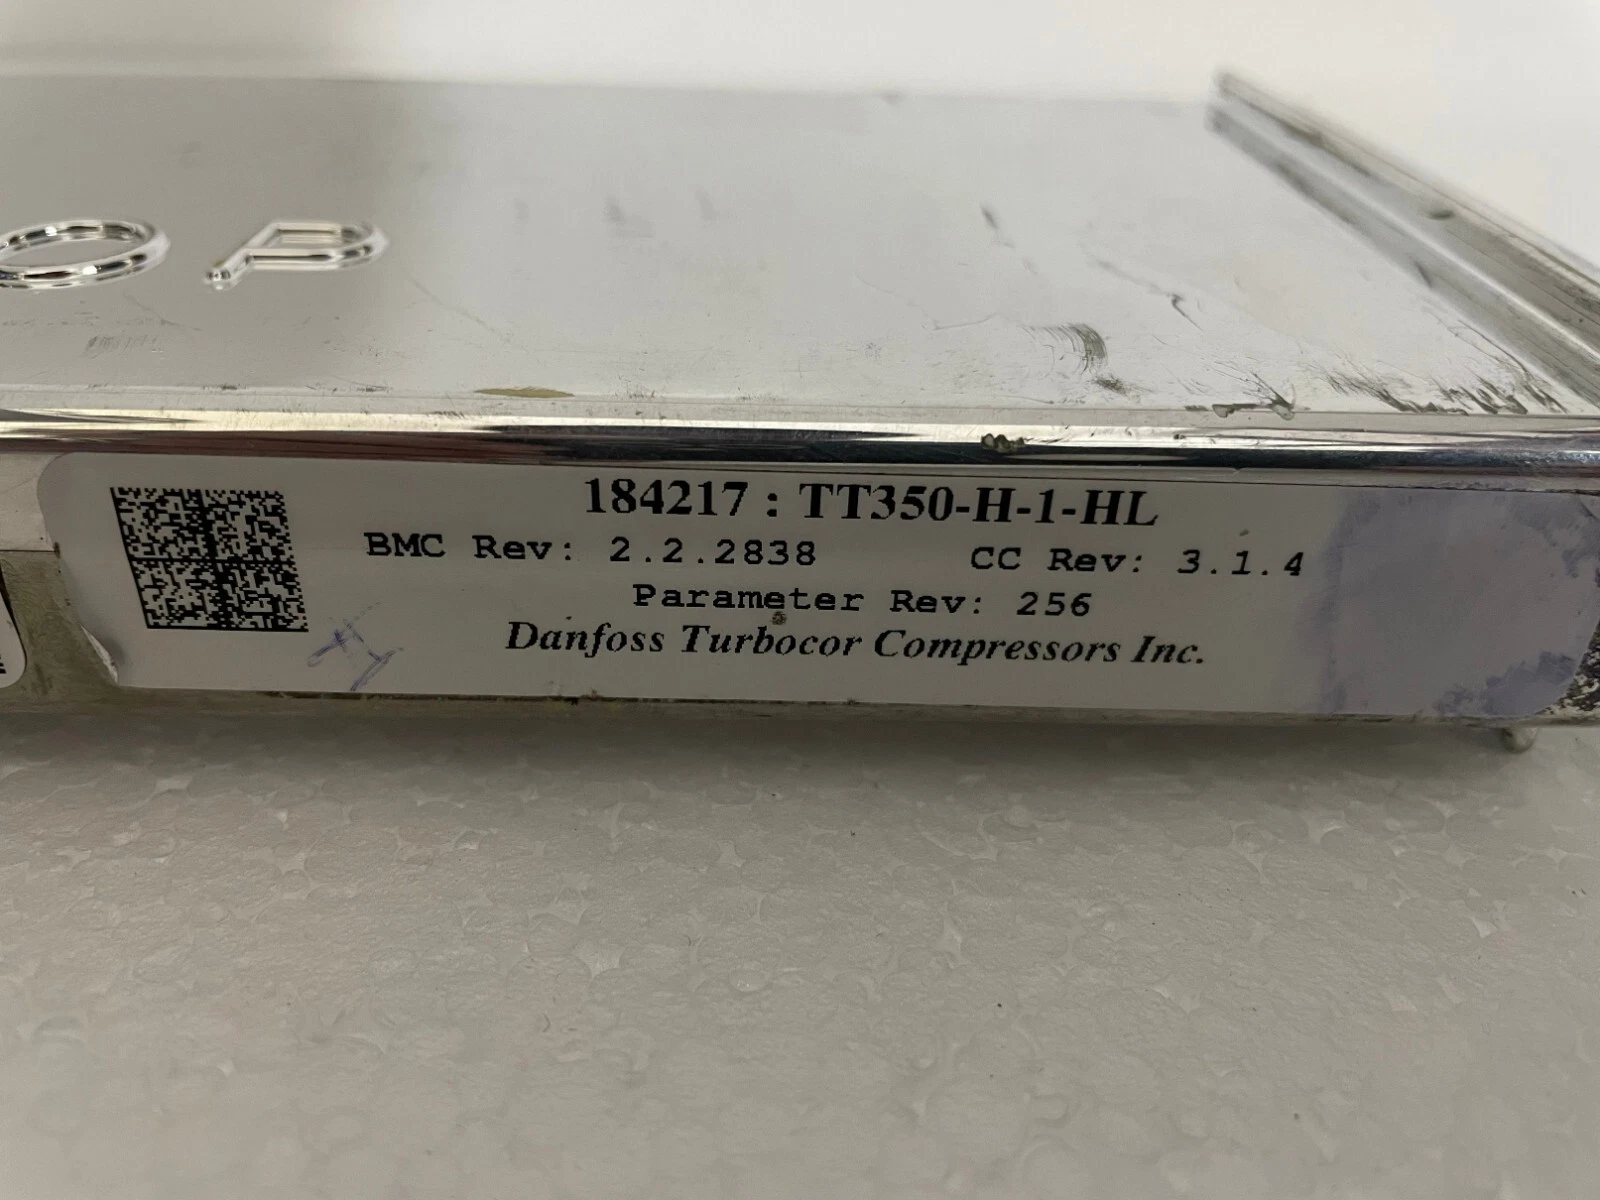 OP
184217 : TT350-H-1-HL
BMC Rev: 2.2.2838 CC Rev: 3.1.4
Parameter Rev: 256
Danfoss Turbocor Compressors Inc.